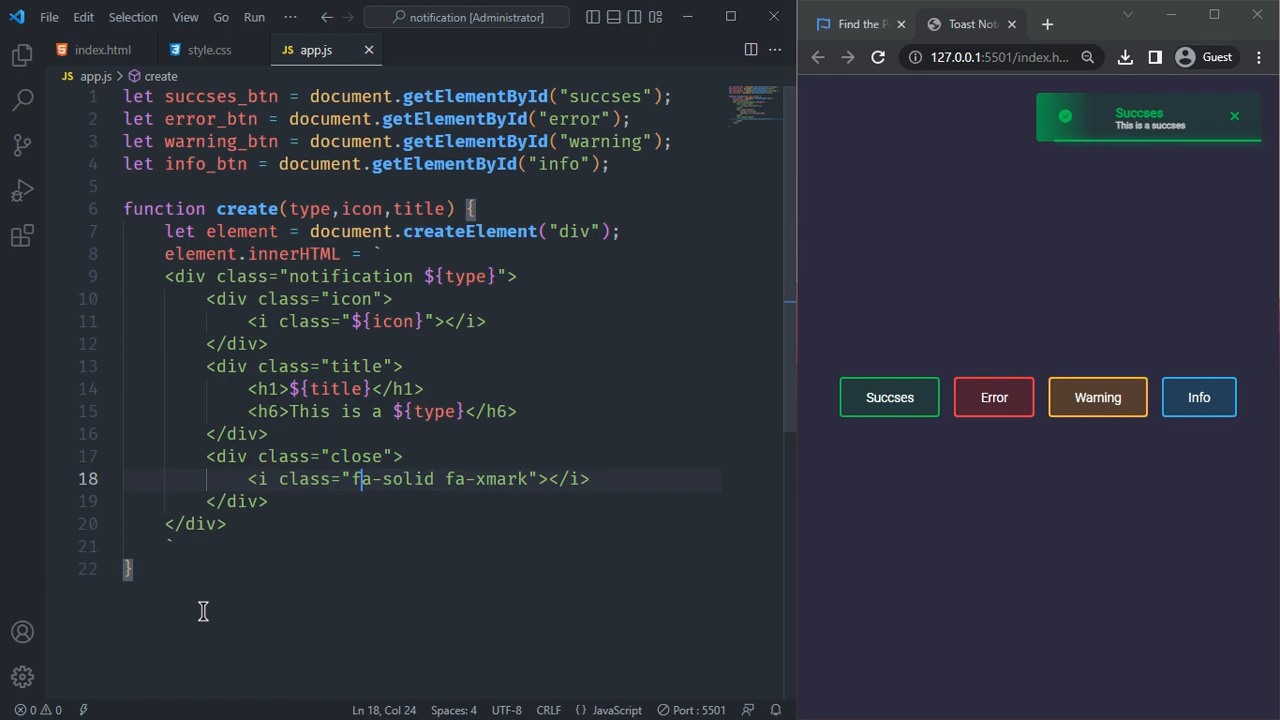 File Edit Selection View Go Run ··· notification [Administrator]
index.html style.css JS app.js
JS app.js > create
1 let succses_btn = document.getElementById("succses");
2 let error_btn = document.getElementById("error");
3 let warning_btn = document.getElementById("warning");
4 let info_btn = document.getElementById("info");
5
6 function create(type,icon,title) {
7 let element = document.createElement("div");
8 element.innerHTML = `
9 <div class="notification ${type}">
10 <div class="icon">
11 <i class="${icon}"></i>
12 </div>
13 <div class="title">
14 <h1>${title}</h1>
15 <h6>This is a ${type}</h6>
16 </div>
17 <div class="close">
18 <i class="fa-solid fa-xmark"></i>
19 </div>
20 </div>
21 `
22 }
0 0 Ln 18, Col 24 Spaces: 4 UTF-8 CRLF {} JavaScript Port : 5501
Find the P Toast Not
127.0.0.1:5501/index.h... Guest
Succses
This is a succses
Succses Error Warning Info